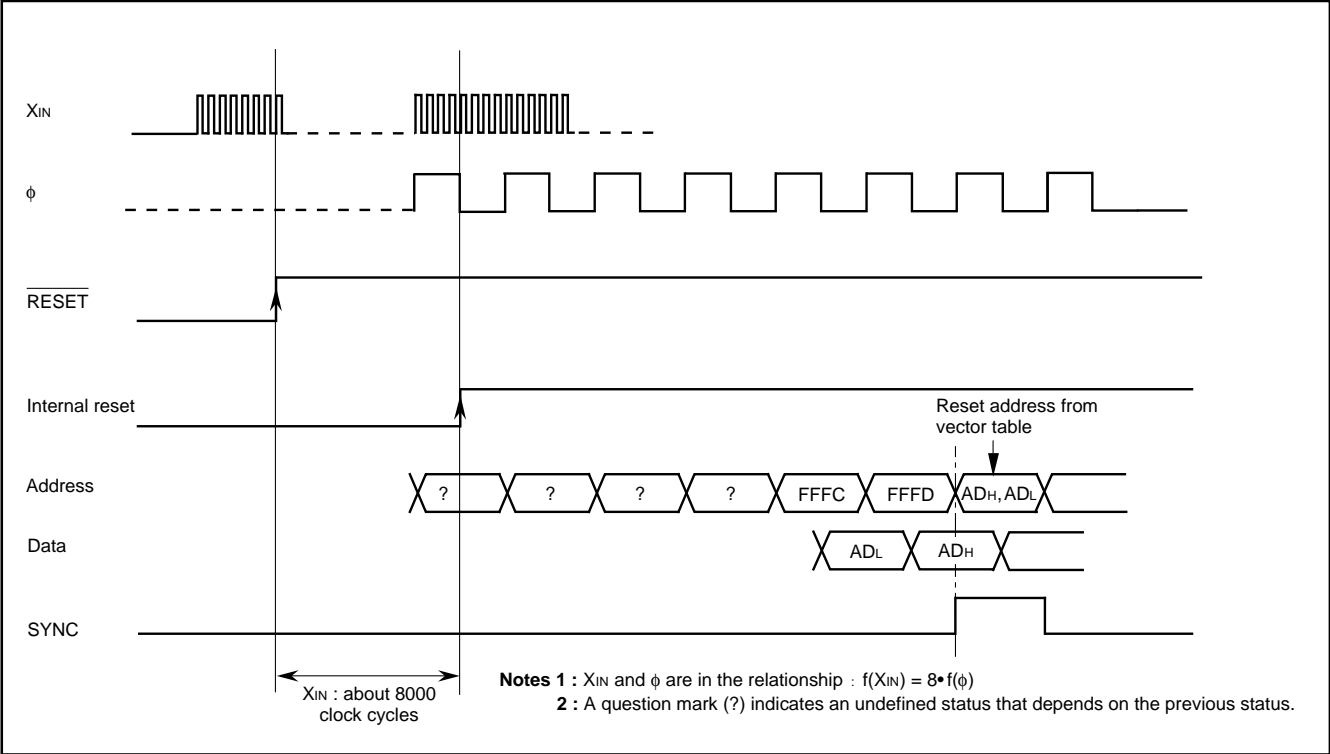 XIN
ϕ
RESET
Internal reset
Reset address from
vector table
Address
? ? ? ? FFFC FFFD ADH, ADL
Data
ADL ADH
SYNC
XIN : about 8000
clock cycles
Notes 1 : XIN and ϕ are in the relationship : f(XIN) = 8•f(ϕ)
2 : A question mark (?) indicates an undefined status that depends on the previous status.